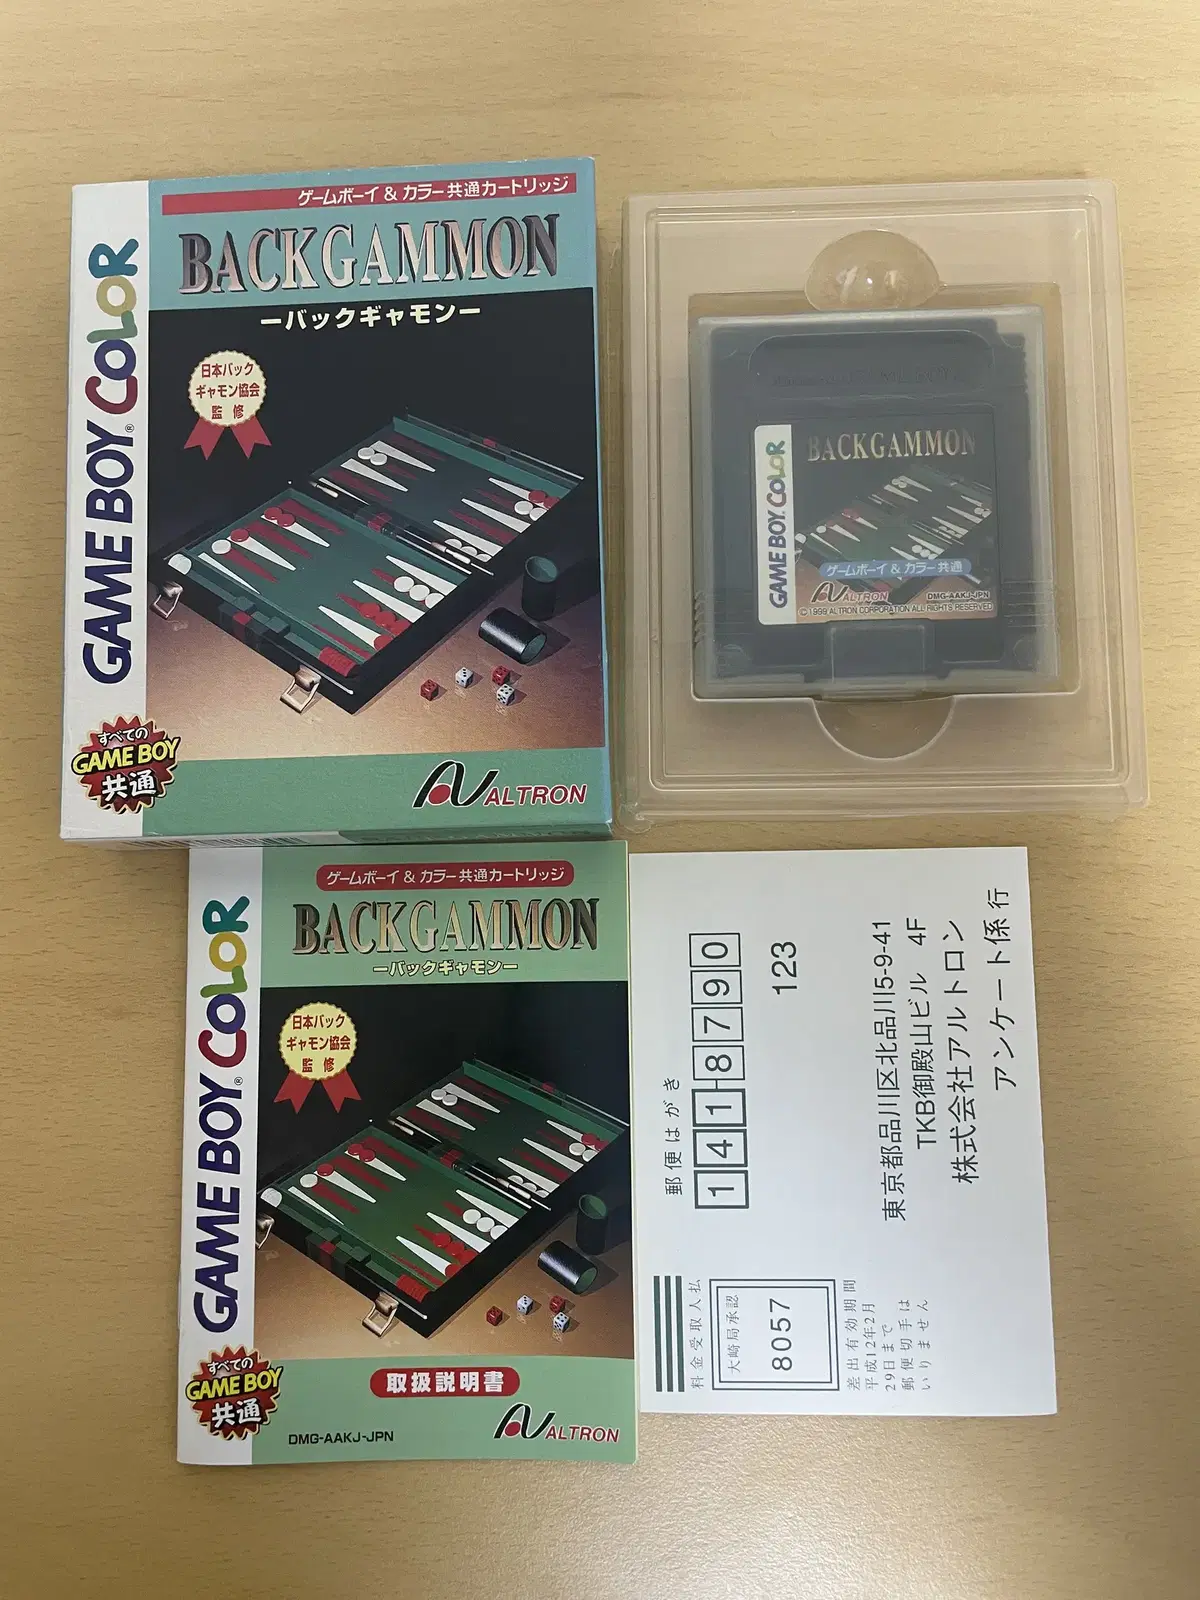 ゲームボーイ & カラー共通カートリッジ
BACKGAMMON
ーバックギャモンー
日本バック
ギャモン協会
監修
GAME BOY® COLOR
すべての
GAME BOY
共通
ALTRON
BACKGAMMON
GAME BOY COLOR
ゲームボーイ & カラー共通
ALTRON
DMG-AAKJ-JPN
©1999 ALTRON CORPORATION ALL RIGHTS RESERVED
ゲームボーイ & カラー共通カートリッジ
BACKGAMMON
ーバックギャモンー
日本バック
ギャモン協会
監修
GAME BOY® COLOR
すべての
GAME BOY
共通
取扱説明書
DMG-AAKJ-JPN
ALTRON
郵便はがき
1418790
123
東京都品川区北品川5-9-41
TKB御殿山ビル 4F
株式会社アルトロン
アンケート係 行
料金受取人払
大崎局承認
8057
差出有効期間
平成12年2月
29日まで
郵便切手は
いりません